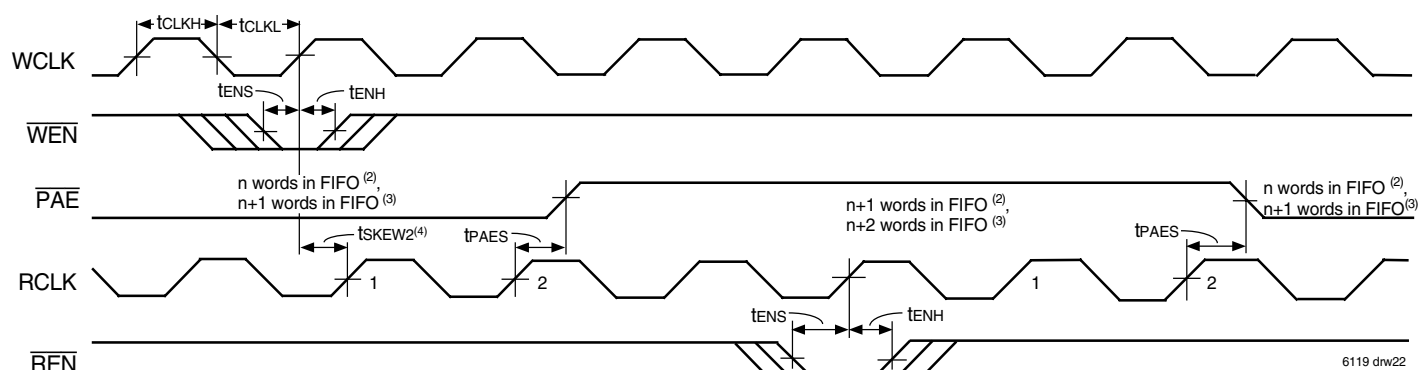 tCLKH
tCLKL
WCLK
tENS
tENH
WEN
PAE
n words in FIFO (2),
n+1 words in FIFO (3)
n+1 words in FIFO (2),
n+2 words in FIFO (3)
n words in FIFO (2),
n+1 words in FIFO(3)
tSKEW2(4)
tPAES
tPAES
RCLK
1
2
1
2
tENS
tENH
REN
6119 drw22